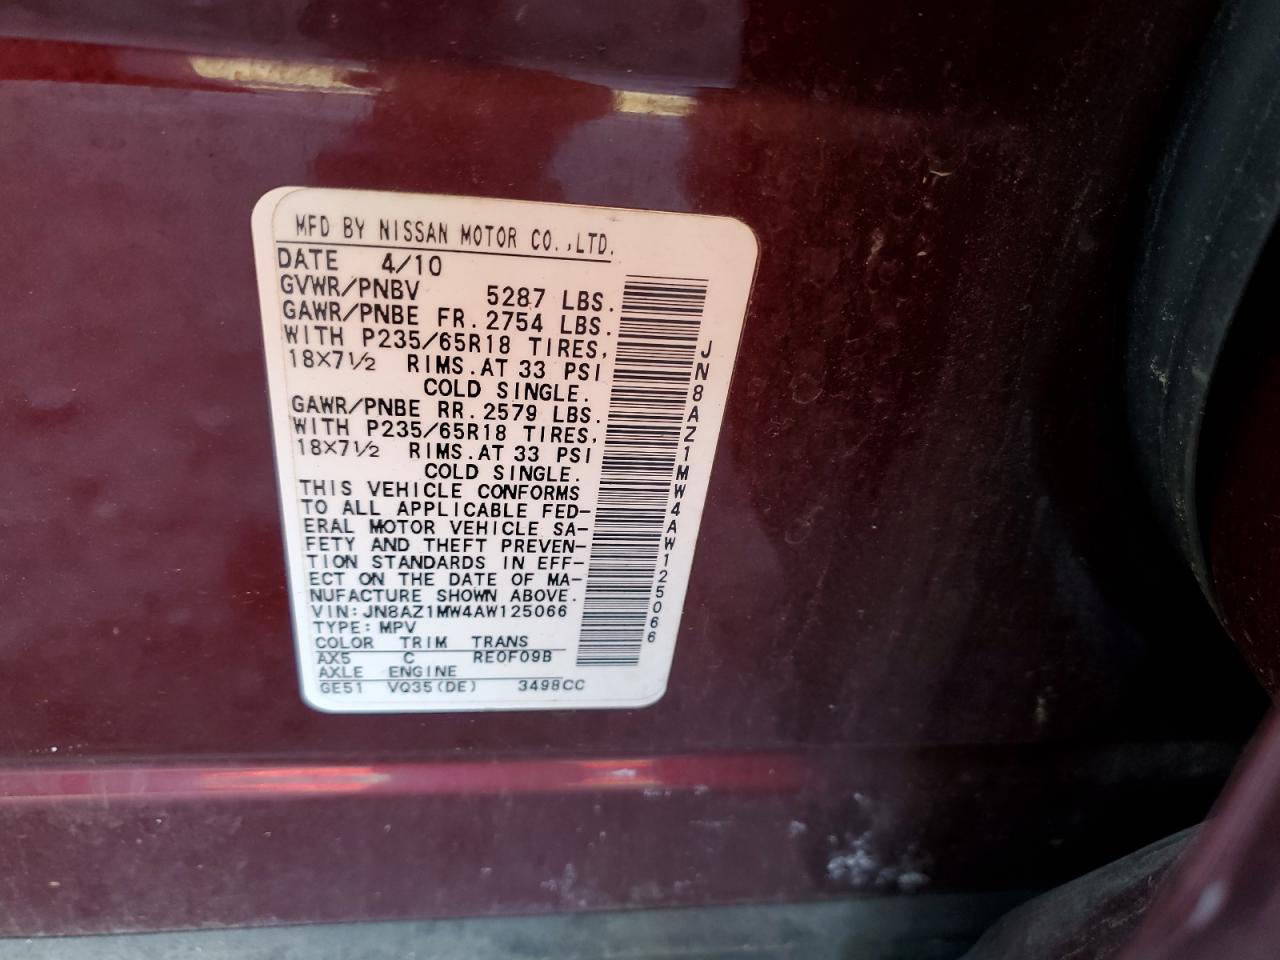 MFD BY NISSAN MOTOR CO.,LTD.
DATE 4/10
GVWR/PNBV 5287 LBS.
GAWR/PNBE FR.2754 LBS.
WITH P235/65R18 TIRES,
18×7½ RIMS.AT 33 PSI
COLD SINGLE.
GAWR/PNBE RR.2579 LBS.
WITH P235/65R18 TIRES,
18×7½ RIMS.AT 33 PSI
COLD SINGLE.
THIS VEHICLE CONFORMS
TO ALL APPLICABLE FED-
ERAL MOTOR VEHICLE SA-
FETY AND THEFT PREVEN-
TION STANDARDS IN EFF-
ECT ON THE DATE OF MA-
NUFACTURE SHOWN ABOVE.
VIN:JN8AZ1MW4AW125066
TYPE:MPV
COLOR TRIM TRANS
AX5 C RE0F09B
AXLE ENGINE
GE51 VQ35(DE) 3498CC
JN8AZ1MW4AW125066